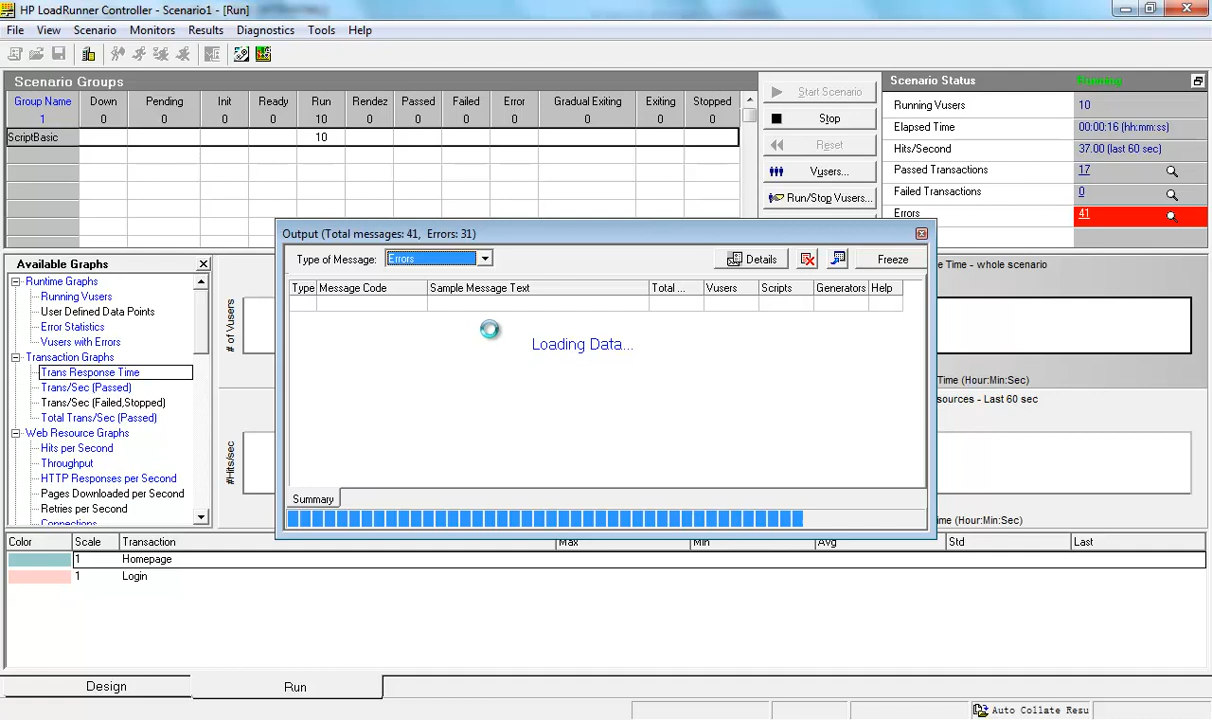 HP LoadRunner Controller - Scenario1 - [Run]
File View Scenario Monitors Results Diagnostics Tools Help
Scenario Groups
Group Name Down Pending Init Ready Run Rendez Passed Failed Error Gradual Exiting Exiting Stopped
1 0 0 0 0 10 0 0 0 0 0 0 0
ScriptBasic 10
Start Scenario
Stop
Reset
Vusers...
Run/Stop Vusers...
Scenario Status Running
Running Vusers 10
Elapsed Time 00:00:16 (hh:mm:ss)
Hits/Second 37.00 (last 60 sec)
Passed Transactions 17
Failed Transactions 0
Errors 41
Output (Total messages: 41, Errors: 31)
Type of Message: Errors Details Freeze
Type Message Code Sample Message Text Total ... Vusers Scripts Generators Help
Loading Data...
Summary
Available Graphs
Runtime Graphs
Running Vusers
User Defined Data Points
Error Statistics
Vusers with Errors
Transaction Graphs
Trans Response Time
Trans/Sec (Passed)
Trans/Sec (Failed,Stopped)
Total Trans/Sec (Passed)
Web Resource Graphs
Hits per Second
Throughput
HTTP Responses per Second
Pages Downloaded per Second
Retries per Second
Connections
# of Vusers
#Hits/sec
Time - whole scenario
Time (Hour:Min:Sec)
sources - Last 60 sec
me (Hour:Min:Sec)
Color Scale Transaction Max Min Avg Std Last
1 Homepage
1 Login
Design Run
Auto Collate Resu